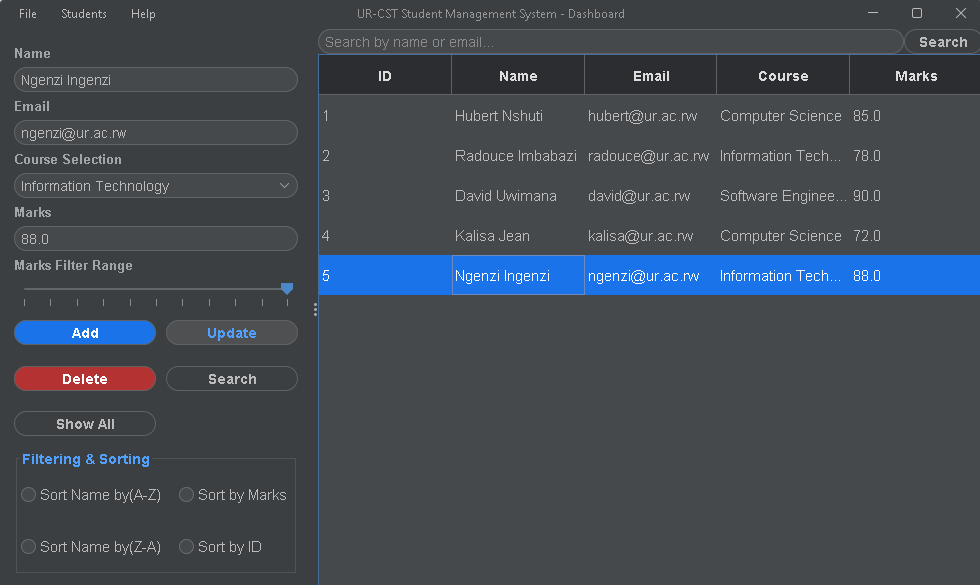 File Students Help UR-CST Student Management System - Dashboard
Name
Ngenzi Ingenzi
Email
ngenzi@ur.ac.rw
Course Selection
Information Technology
Marks
88.0
Marks Filter Range
Add Update
Delete Search
Show All
Filtering & Sorting
Sort Name by(A-Z) Sort by Marks
Sort Name by(Z-A) Sort by ID
Search by name or email... Search
ID Name Email Course Marks
1 Hubert Nshuti hubert@ur.ac.rw Computer Science 85.0
2 Radouce Imbabazi radouce@ur.ac.rw Information Tech... 78.0
3 David Uwimana david@ur.ac.rw Software Enginee... 90.0
4 Kalisa Jean kalisa@ur.ac.rw Computer Science 72.0
5 Ngenzi Ingenzi ngenzi@ur.ac.rw Information Tech... 88.0